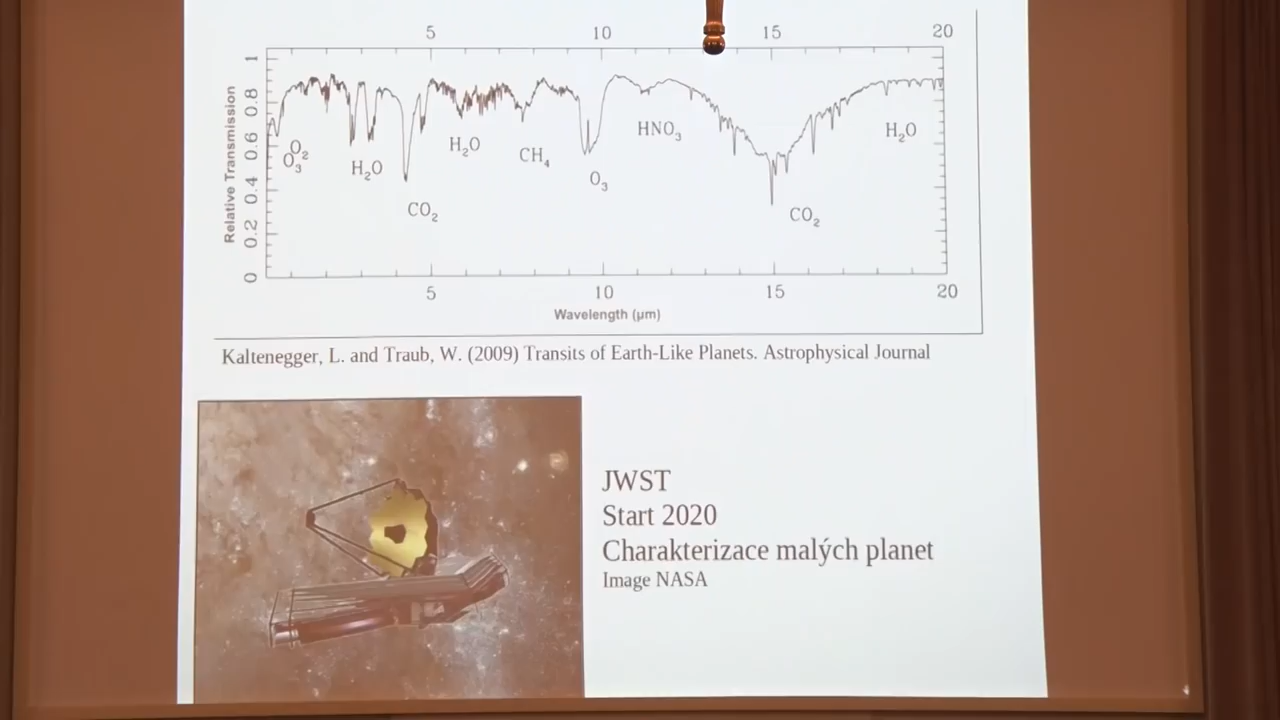 5 10 15 20
Relative Transmission
1
0.8
0.6
0.4
0.2
0
O₂
O₃
H₂O
CO₂
H₂O
CH₄
O₃
HNO₃
CO₂
H₂O
5 10 15 20
Wavelength (µm)
Kaltenegger, L. and Traub, W. (2009) Transits of Earth-Like Planets. Astrophysical Journal
JWST
Start 2020
Charakterizace malých planet
Image NASA